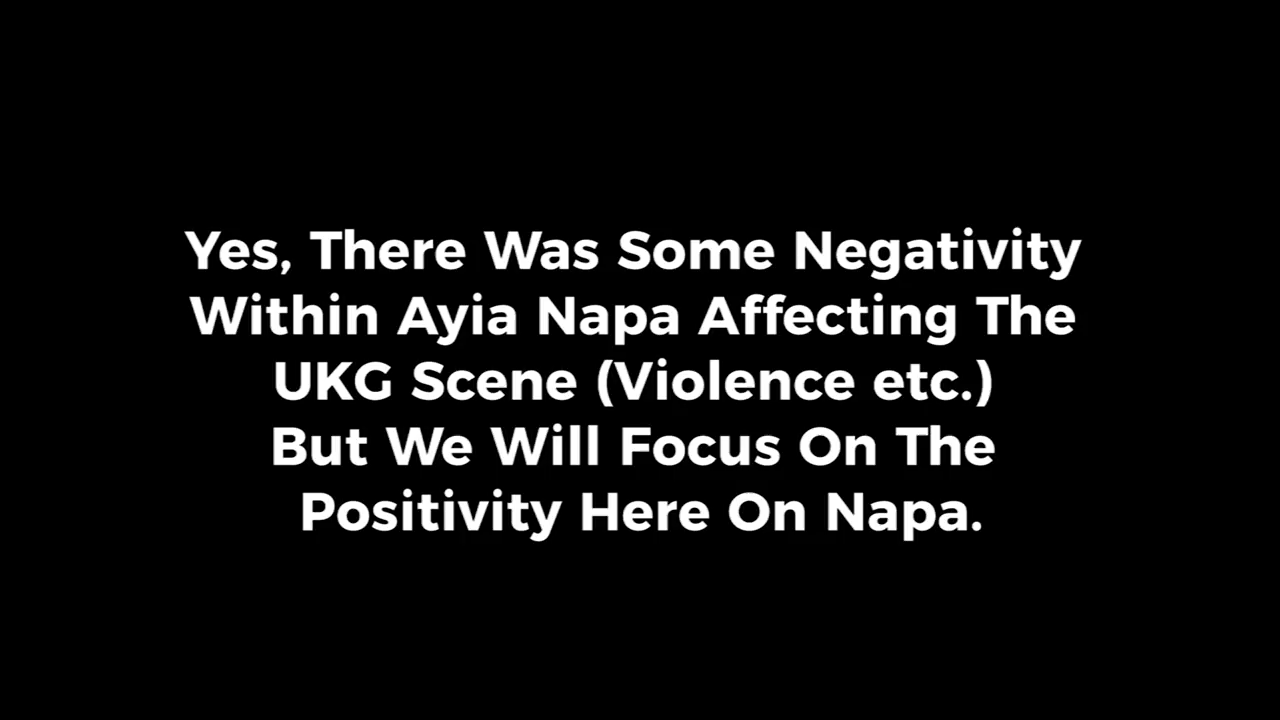 Yes, There Was Some Negativity
Within Ayia Napa Affecting The
UKG Scene (Violence etc.)
But We Will Focus On The
Positivity Here On Napa.